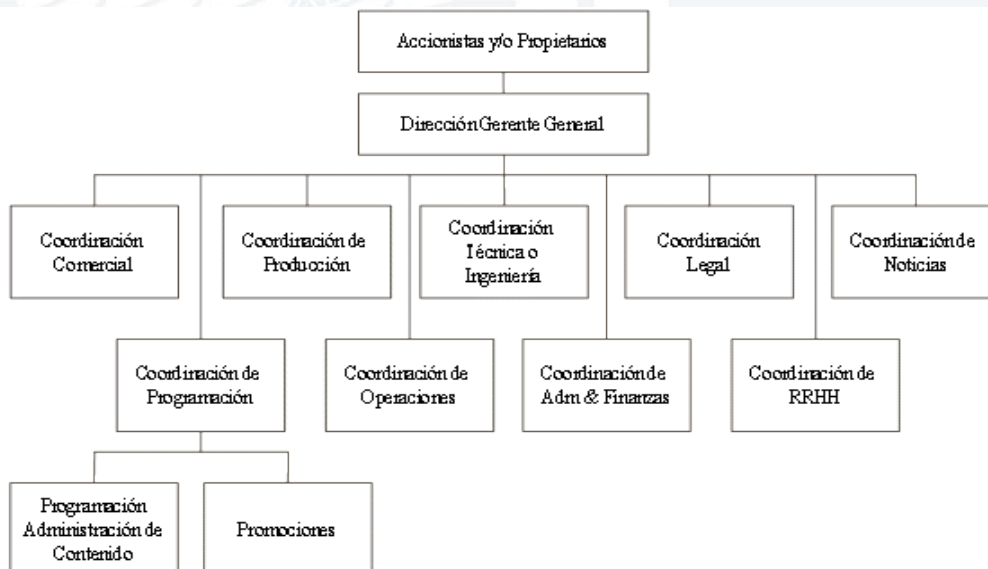 Accionistas y/o Propietarios
Dirección Gerente General
Coordinación
Comercial
Coordinación de
Producción
Coordinación
Técnica o
Ingeniería
Coordinación
Legal
Coordinación de
Noticias
Coordinación de
Programación
Coordinación de
Operaciones
Coordinación de
Adm & Finanzas
Coordinación de
RRHH
Programación
Administración de
Contenido
Promociones